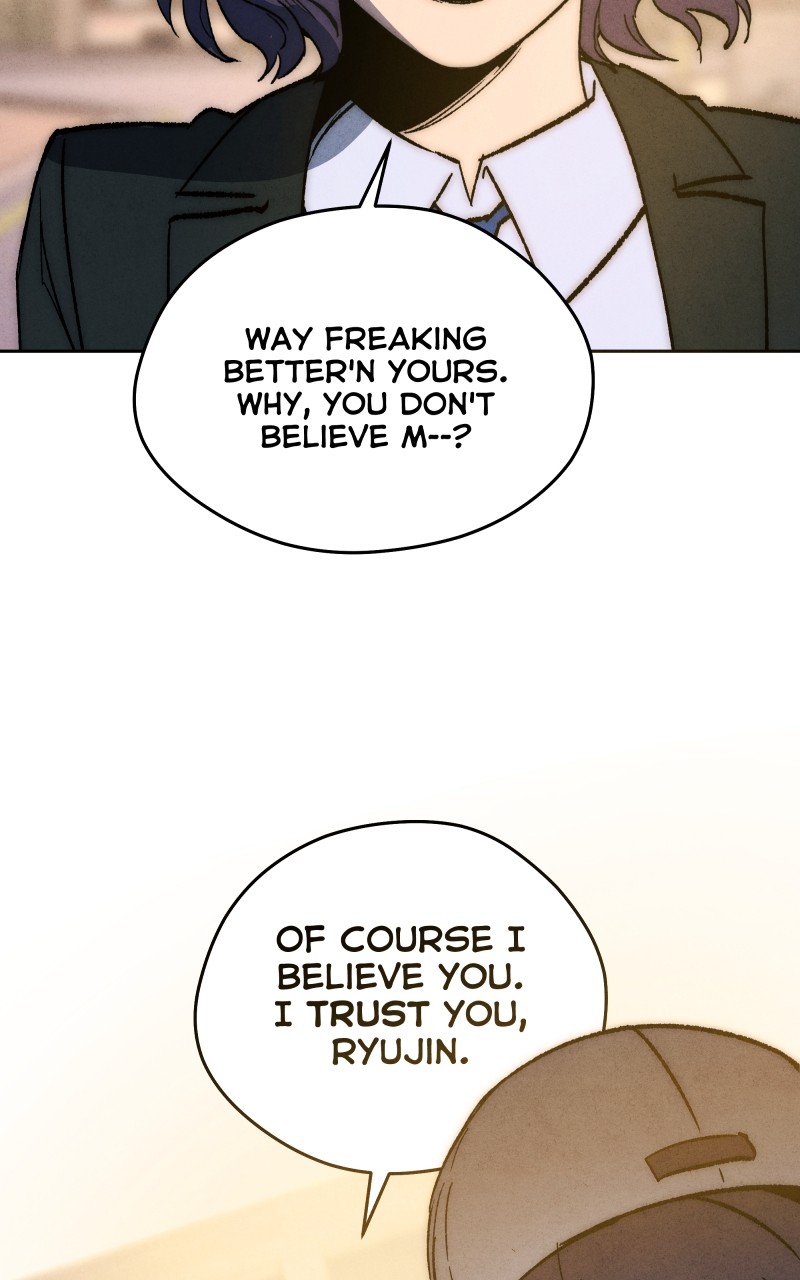 WAY FREAKING
BETTER'N YOURS.
WHY, YOU DON'T
BELIEVE M--?
OF COURSE I
BELIEVE YOU.
I TRUST YOU,
RYUJIN.